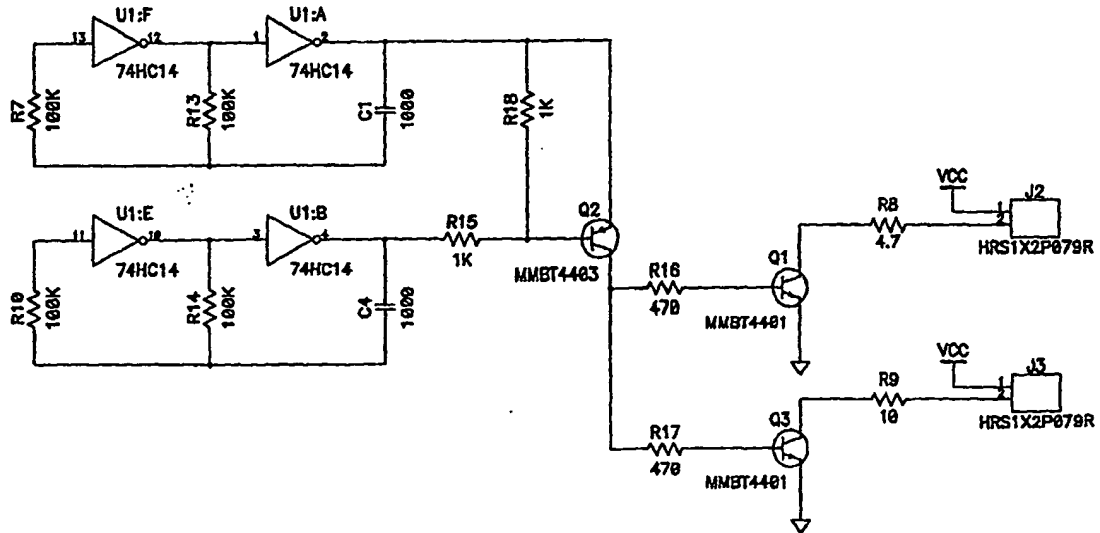 U1:F
13
12
74HC14
U1:A
1
2
74HC14
R7
100K
R13
100K
C1
1000
R18
1K
U1:E
11
10
74HC14
U1:B
3
4
74HC14
R10
100K
R14
100K
C4
1000
R15
1K
Q2
MMBT4403
R16
470
Q1
MMBT4401
R8
4.7
VCC
J2
1
2
HRS1X2P079R
R17
470
Q3
MMBT4401
R9
10
VCC
J3
1
2
HRS1X2P079R